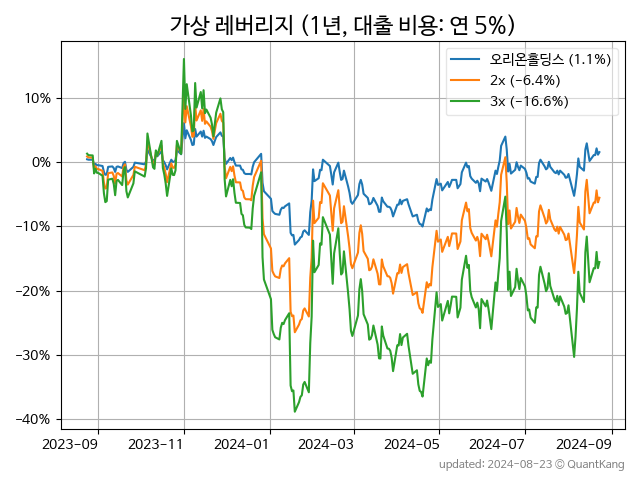 가상 레버리지 (1년, 대출 비용: 연 5%)
오리온홀딩스 (1.1%)
2x (−6.4%)
3x (−16.6%)
10%
0%
−10%
−20%
−30%
−40%
2023-09 2023-11 2024-01 2024-03 2024-05 2024-07 2024-09
updated: 2024-08-23 © QuantKang